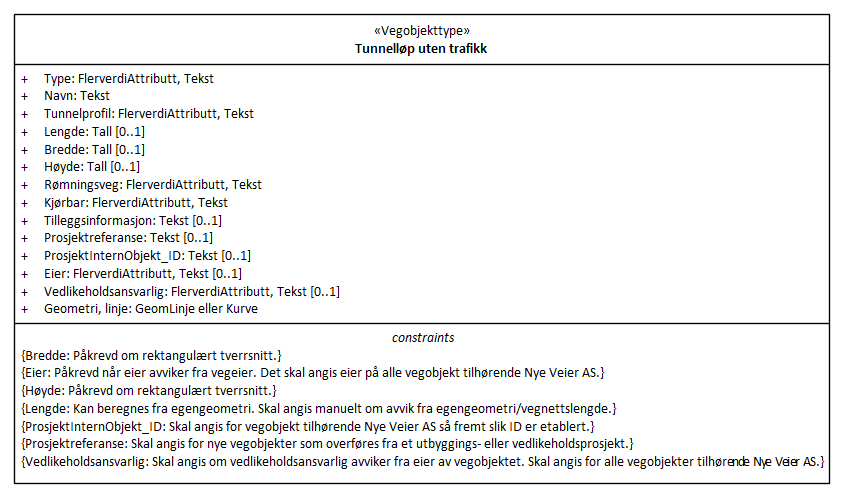 «Vegobjekttype»
Tunnelløp uten trafikk
+ Type: FlerverdiAttributt, Tekst
+ Navn: Tekst
+ Tunnelprofil: FlerverdiAttributt, Tekst
+ Lengde: Tall [0..1]
+ Bredde: Tall [0..1]
+ Høyde: Tall [0..1]
+ Rømningsveg: FlerverdiAttributt, Tekst
+ Kjørbar: FlerverdiAttributt, Tekst
+ Tilleggsinformasjon: Tekst [0..1]
+ Prosjektreferanse: Tekst [0..1]
+ ProsjektInternObjekt_ID: Tekst [0..1]
+ Eier: FlerverdiAttributt, Tekst [0..1]
+ Vedlikeholdsansvarlig: FlerverdiAttributt, Tekst [0..1]
+ Geometri, linje: GeomLinje eller Kurve
constraints
{Bredde: Påkrevd om rektangulært tverrsnitt.}
{Eier: Påkrevd når eier avviker fra vegeier. Det skal angis eier på alle vegobjekt tilhørende Nye Veier AS.}
{Høyde: Påkrevd om rektangulært tverrsnitt.}
{Lengde: Kan beregnes fra egengeometri. Skal angis manuelt om avvik fra egengeometri/vegnettslengde.}
{ProsjektInternObjekt_ID: Skal angis for vegobjekt tilhørende Nye Veier AS så fremt slik ID er etablert.}
{Prosjektreferanse: Skal angis for nye vegobjekter som overføres fra et utbyggings- eller vedlikeholdsprosjekt.}
{Vedlikeholdsansvarlig: Skal angis om vedlikeholdsansvarlig avviker fra eier av vegobjektet. Skal angis for alle vegobjekter tilhørende Nye Veier AS.}